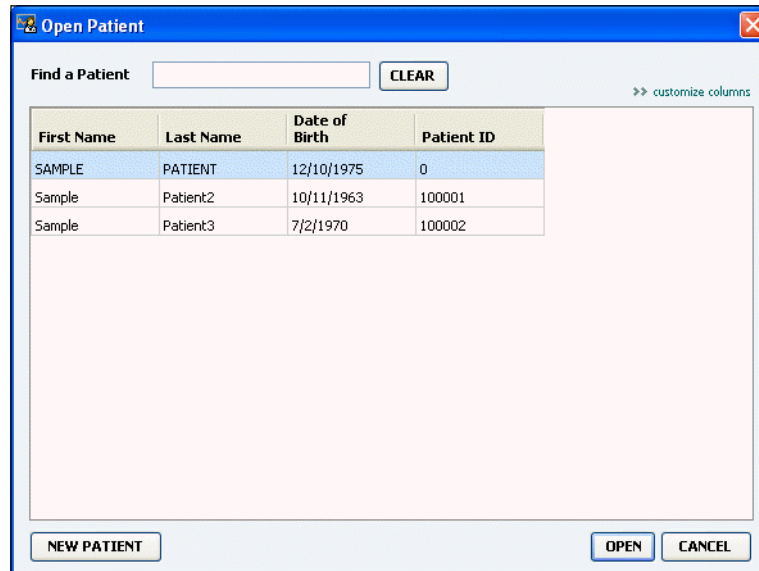 Open Patient
Find a Patient CLEAR
>> customize columns
First Name Last Name Date of Birth Patient ID
SAMPLE PATIENT 12/10/1975 0
Sample Patient2 10/11/1963 100001
Sample Patient3 7/2/1970 100002
NEW PATIENT OPEN CANCEL